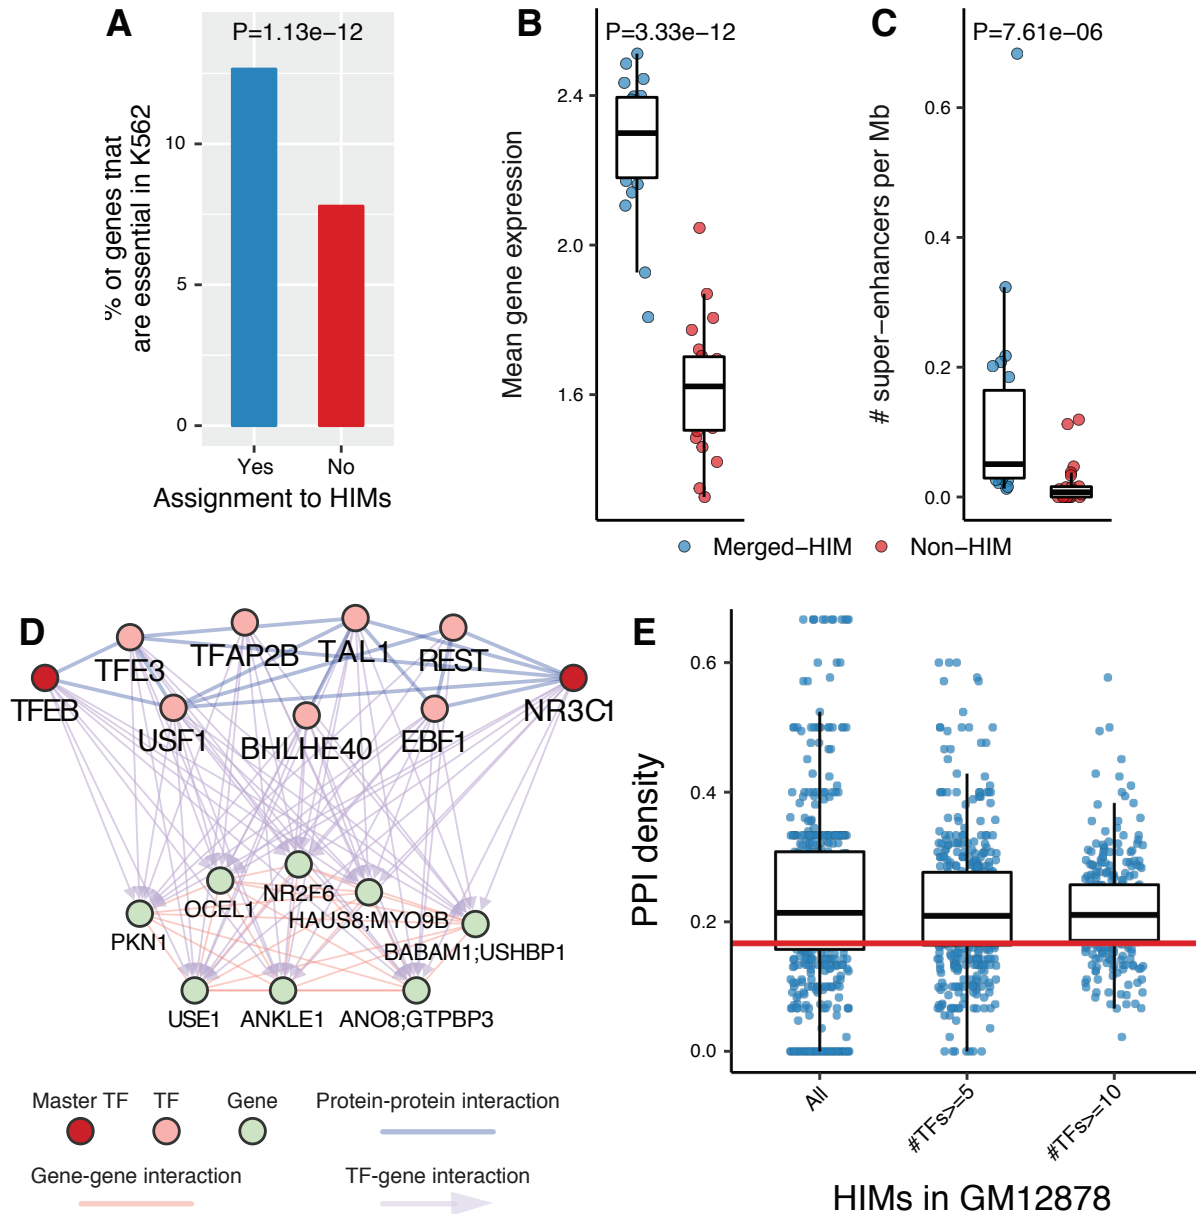 A
P=1.13e−12
% of genes that
are essential in K562
10
5
0
Yes
No
Assignment to HIMs
B
P=3.33e−12
Mean gene expression
2.4
2.0
1.6
C
P=7.61e−06
# super−enhancers per Mb
0.6
0.4
0.2
0.0
Merged−HIM
Non−HIM
D
TFEB
TFE3
TFAP2B
TAL1
REST
NR3C1
USF1
BHLHE40
EBF1
PKN1
OCEL1
NR2F6
HAUS8;MYO9B
BABAM1;USHBP1
USE1
ANKLE1
ANO8;GTPBP3
Master TF
TF
Gene
Protein-protein interaction
Gene-gene interaction
TF-gene interaction
E
PPI density
0.6
0.4
0.2
0.0
All
#TFs>=5
#TFs>=10
HIMs in GM12878